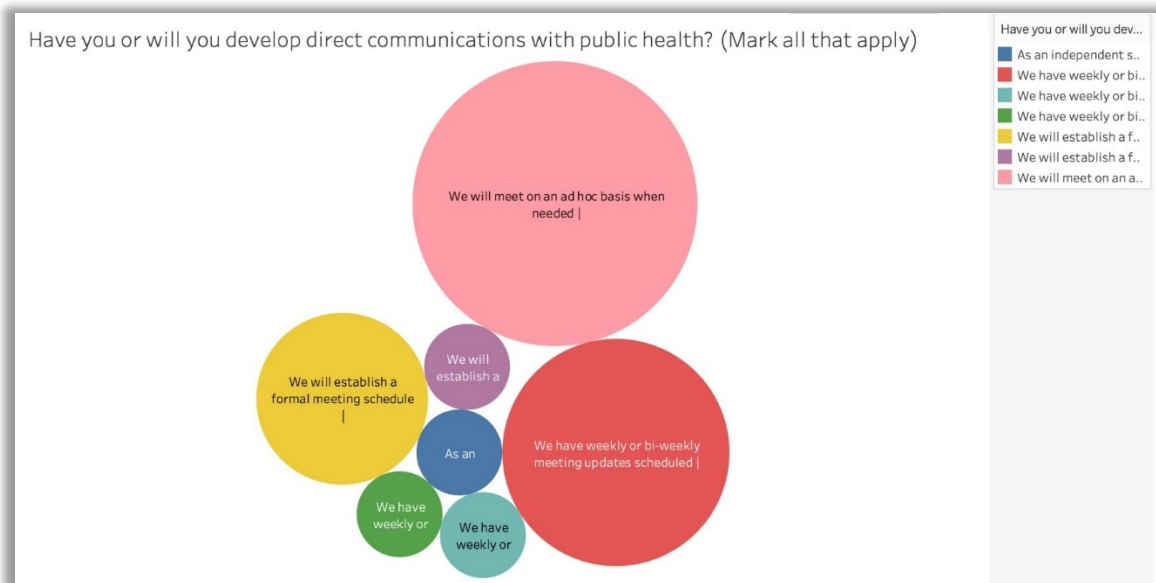 Have you or will you develop direct communications with public health? (Mark all that apply)
We will meet on an ad hoc basis when
needed |
We will
establish a
We will establish a
formal meeting schedule
|
As an
We have weekly or bi-weekly
meeting updates scheduled |
We have
weekly or
We have
weekly or
Have you or will you dev...
As an independent s..
We have weekly or bi..
We have weekly or bi..
We have weekly or bi..
We will establish a f..
We will establish a f..
We will meet on an a..